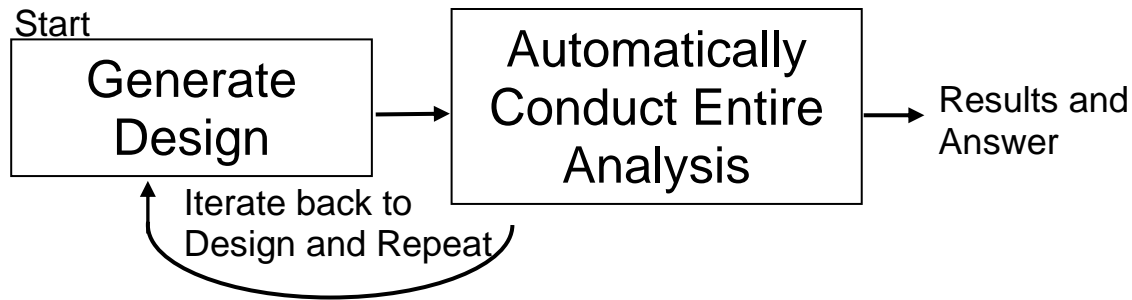 Start
Generate
Design
Automatically
Conduct Entire
Analysis
Results and
Answer
Iterate back to
Design and Repeat